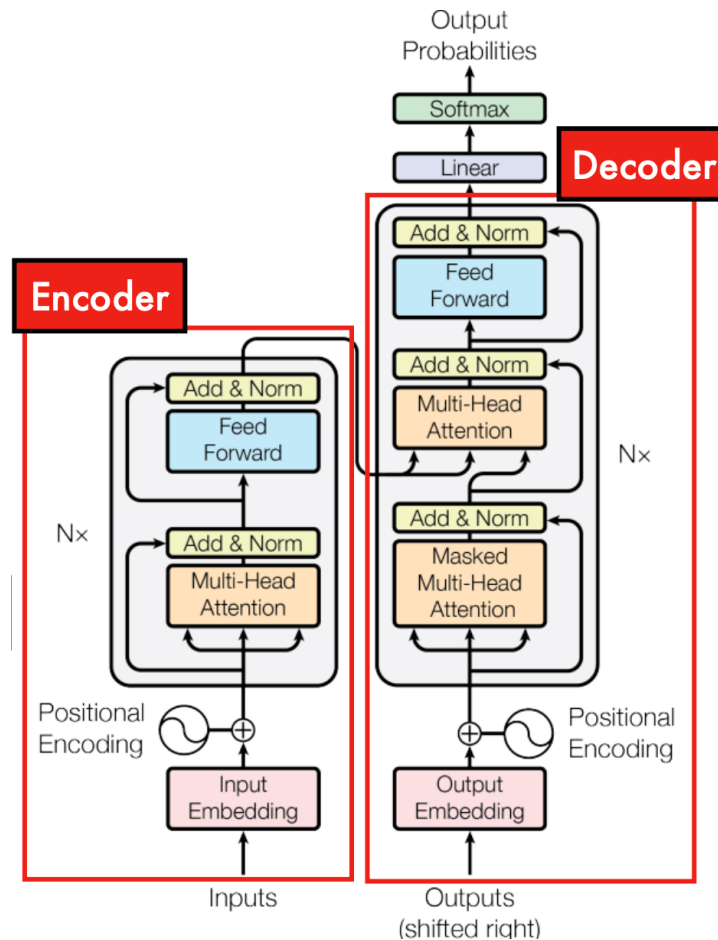 Output
Probabilities
Softmax
Linear
Decoder
Add & Norm
Feed
Forward
Add & Norm
Multi-Head
Attention
Nx
Add & Norm
Masked
Multi-Head
Attention
Positional
Encoding
Output
Embedding
Outputs
(shifted right)
Encoder
Add & Norm
Feed
Forward
Nx
Add & Norm
Multi-Head
Attention
Positional
Encoding
Input
Embedding
Inputs